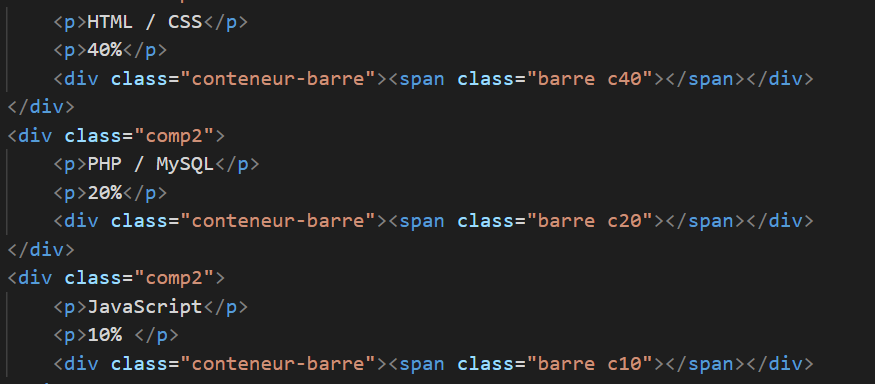 <p>HTML / CSS</p>
<p>40%</p>
<div class="conteneur-barre"><span class="barre c40"></span></div>
</div>
<div class="comp2">
<p>PHP / MySQL</p>
<p>20%</p>
<div class="conteneur-barre"><span class="barre c20"></span></div>
</div>
<div class="comp2">
<p>JavaScript</p>
<p>10% </p>
<div class="conteneur-barre"><span class="barre c10"></span></div>